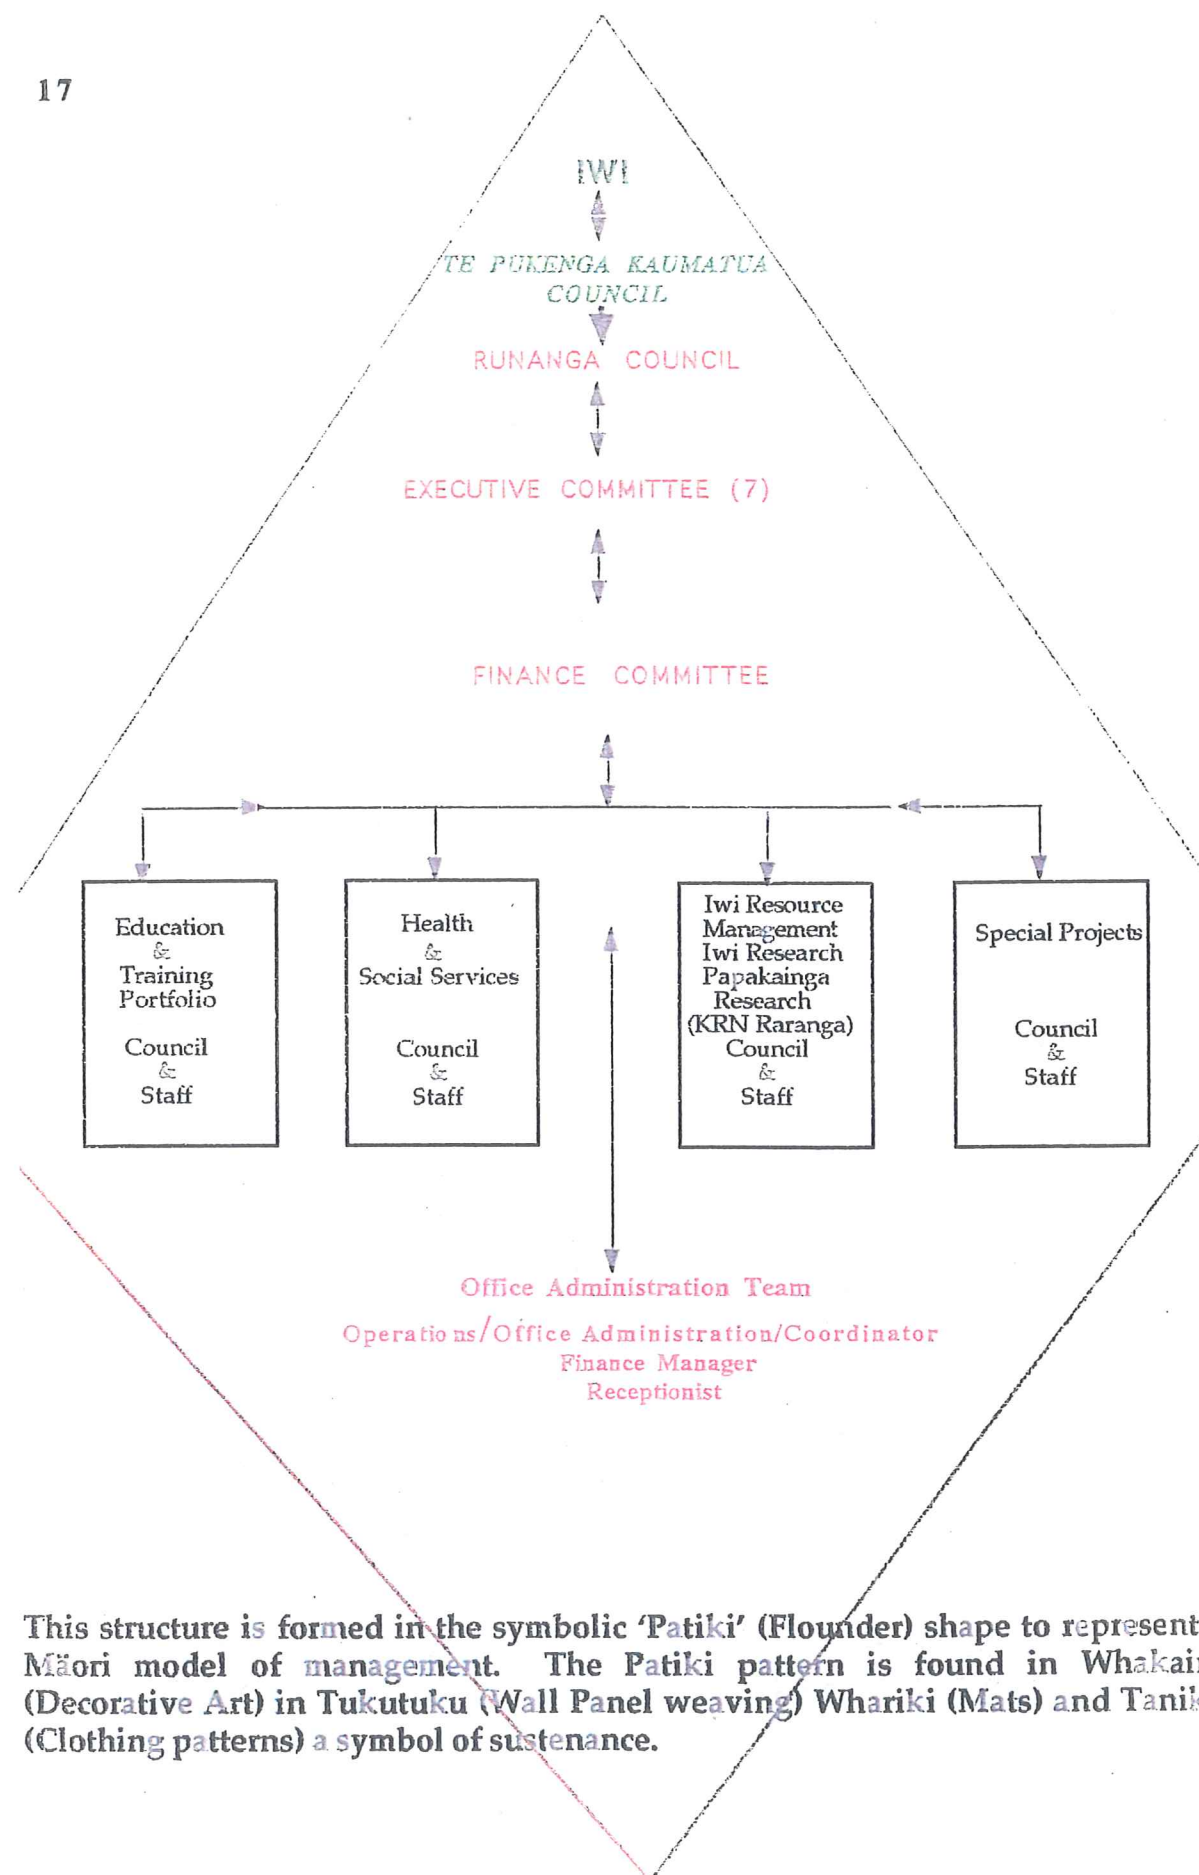 17
IWI
TE PUKENGA KAUMATUA
COUNCIL
RUNANGA COUNCIL
EXECUTIVE COMMITTEE (7)
FINANCE COMMITTEE
Education
&
Training
Portfolio
Council
&
Staff
Health
&
Social Services
Council
&
Staff
Iwi Resource
Management
Iwi Research
Papakainga
Research
(KRN Raranga)
Council
&
Staff
Special Projects
Council
&
Staff
Office Administration Team
Operations/Office Administration/Coordinator
Finance Manager
Receptionist
This structure is formed in the symbolic ‘Patiki’ (Flounder) shape to represent
Mäori model of management. The Patiki pattern is found in
(Decorative Art) in Tukutuku (Wall Panel weaving) Whariki (Mats) and
(Clothing patterns) a symbol of sustenance.